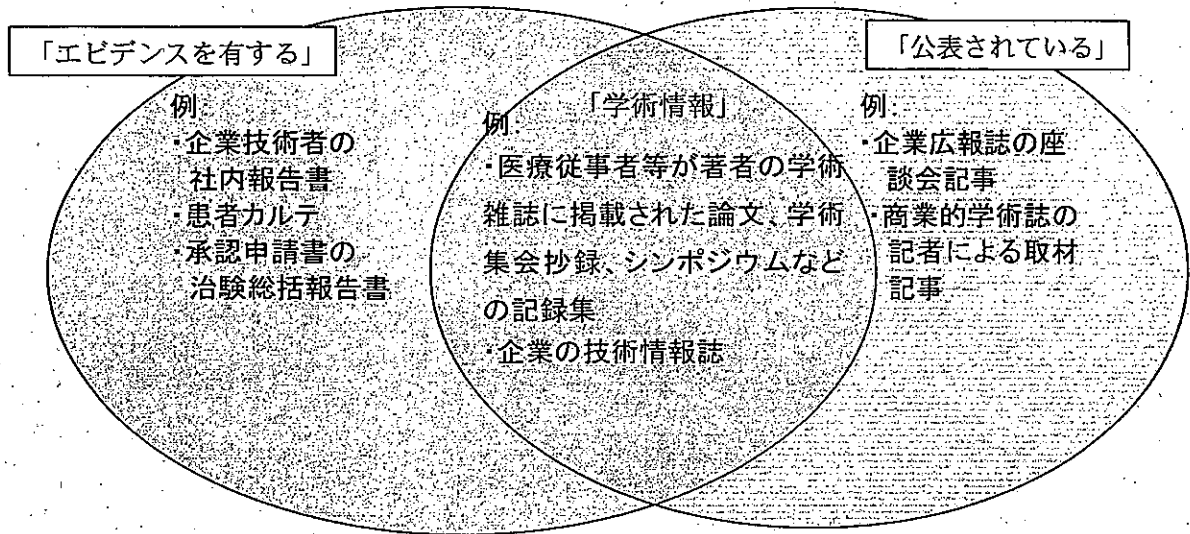 「エビデンスを有する」
例:
・企業技術者の
社内報告書
・患者カルテ
・承認申請書の
治験総括報告書
「学術情報」
例:
・医療従事者等が著者の学術
雑誌に掲載された論文、学術
集会抄録、シンポジウムなど
の記録集
・企業の技術情報誌
「公表されている」
例:
・企業広報誌の座
談会記事
・商業的学術誌の
記者による取材
記事